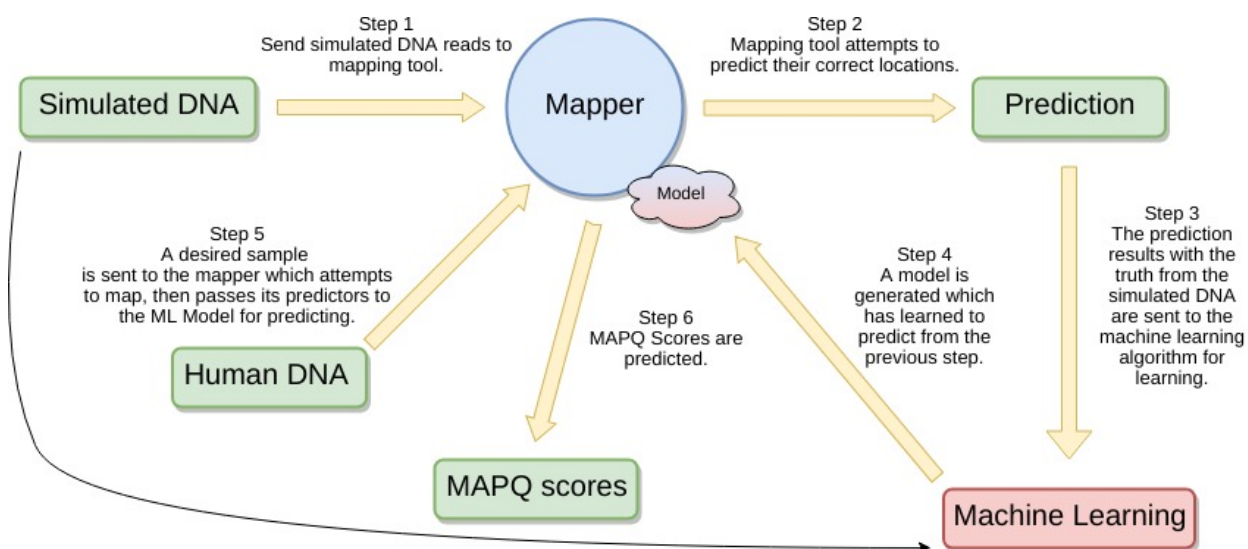 Step 1
Send simulated DNA reads to
mapping tool.
Step 2
Mapping tool attempts to
predict their correct locations.
Simulated DNA
Mapper
Prediction
Model
Step 3
The prediction
results with the
truth from the
simulated DNA
are sent to the
machine learning
algorithm for
learning.
Step 4
A model is
generated which
has learned to
predict from the
previous step.
Step 5
A desired sample
is sent to the mapper which attempts
to map, then passes its predictors to
the ML Model for predicting.
Step 6
MAPQ Scores are
predicted.
Human DNA
MAPQ scores
Machine Learning